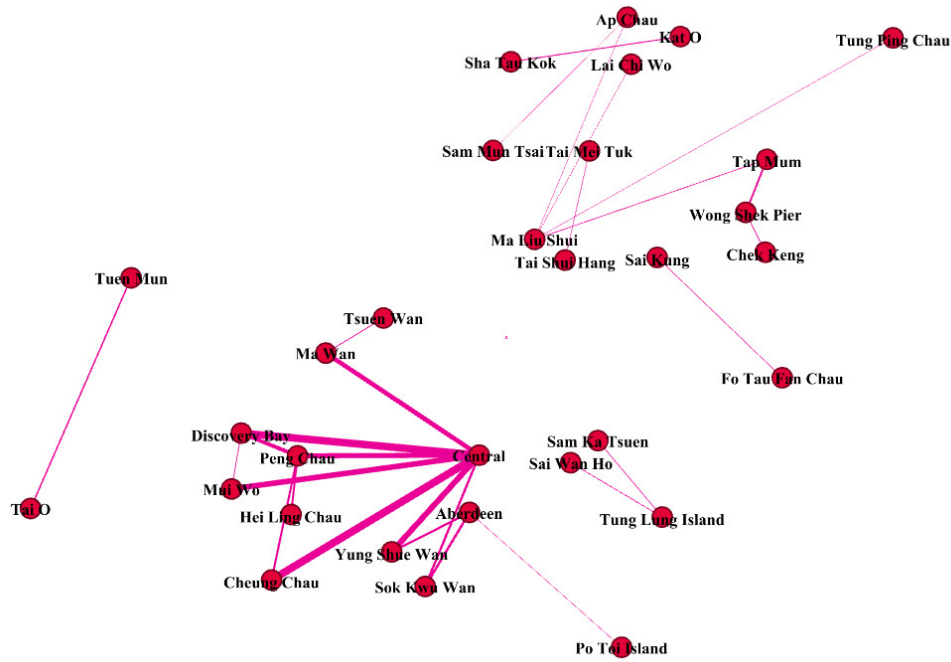 Ap Chau
Kat O
Tung Ping Chau
Sha Tau Kok
Lai Chi Wo
Sam Mun Tsai
Tai Mei Tuk
Tap Mum
Wong Shek Pier
Ma Liu Shui
Chek Keng
Tai Shui Hang
Sai Kung
Tuen Mun
Tsuen Wan
Ma Wan
Fo Tau Fan Chau
Discovery Bay
Sam Ka Tsuen
Peng Chau
Central
Sai Wan Ho
Mui Wo
Tai O
Hei Ling Chau
Aberdeen
Tung Lung Island
Yung Shue Wan
Cheung Chau
Sok Kwu Wan
Po Toi Island